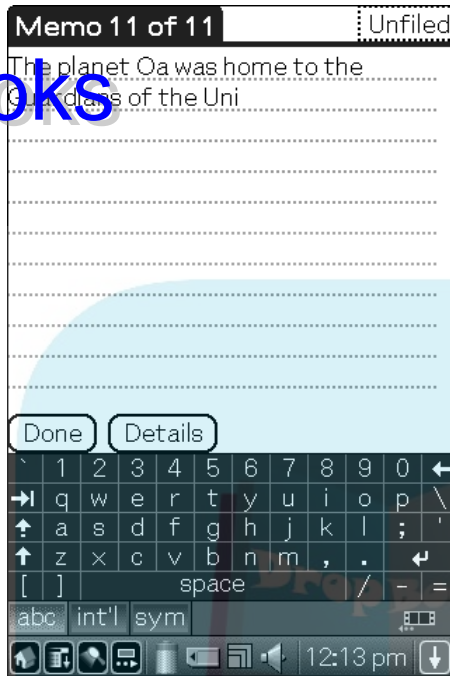 Memo 11 of 11
Unfiled
The planet Oa was home to the
Guardians of the Uni
oks
Done Details
` 1 2 3 4 5 6 7 8 9 0
q w e r t y u i o p \
a s d f g h j k l ; '
z x c v b n m , .
[ ] space / - =
abc int'l sym
12:13 pm